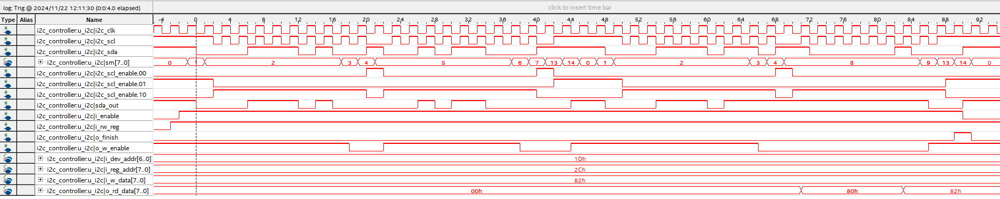 log: Trig @ 2024/11/22 12:11:30 (0:0:4.0 elapsed) click to insert time bar
Type Alias Name -4 0 4 8 12 16 20 24 28 32 36 40 44 48 52 56 60 64 68 72 76 80 84 88 92
i2c_controller:u_i2c|i2c_clk
i2c_controller:u_i2c|i2c_scl
i2c_controller:u_i2c|i2c_sda
i2c_controller:u_i2c|sm[7..0] 0 1 2 3 4 5 6 7 13 14 0 1 2 3 4 8 9 13 14 0
i2c_controller:u_i2c|i2c_scl_enable.00
i2c_controller:u_i2c|i2c_scl_enable.01
i2c_controller:u_i2c|i2c_scl_enable.10
i2c_controller:u_i2c|sda_out
i2c_controller:u_i2c|i_enable
i2c_controller:u_i2c|i_rw_reg
i2c_controller:u_i2c|o_finish
i2c_controller:u_i2c|o_w_enable
i2c_controller:u_i2c|i_dev_addr[6..0] 1Dh
i2c_controller:u_i2c|i_reg_addr[7..0] 2Ch
i2c_controller:u_i2c|i_w_data[7..0] 82h
i2c_controller:u_i2c|o_rd_data[7..0] 00h 80h 82h